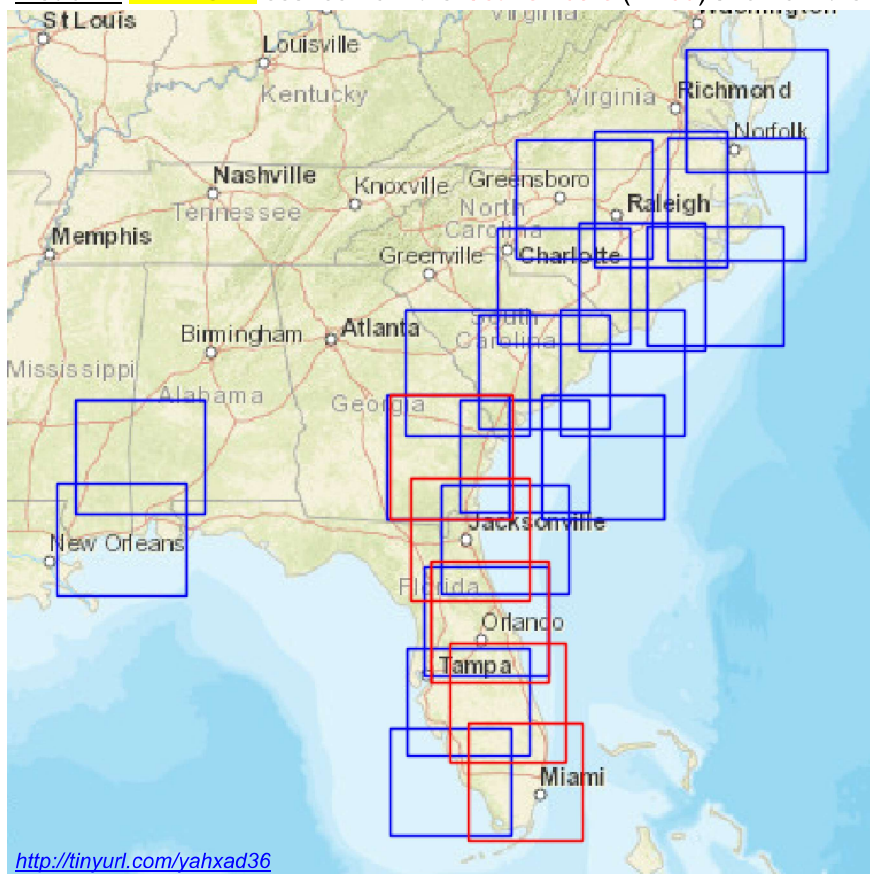 St Louis
Louisville
Kentucky
Virginia
Virginia
Richmond
Norfolk
Nashville
Tennessee
Knoxville
Greensboro
North
Carolina
Raleigh
Memphis
Greenville
Charlotte
South
Carolina
Birmingham
Atlanta
Mississippi
Alabama
Georgia
New Orleans
Jacksonville
Florida
Orlando
Tampa
Miami
http://tinyurl.com/yahxad36